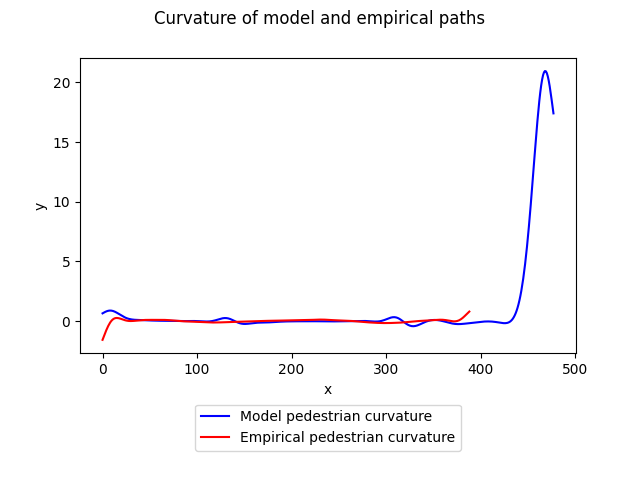 Curvature of model and empirical paths
20
15
10
5
0
y
0 100 200 300 400 500
x
Model pedestrian curvature
Empirical pedestrian curvature